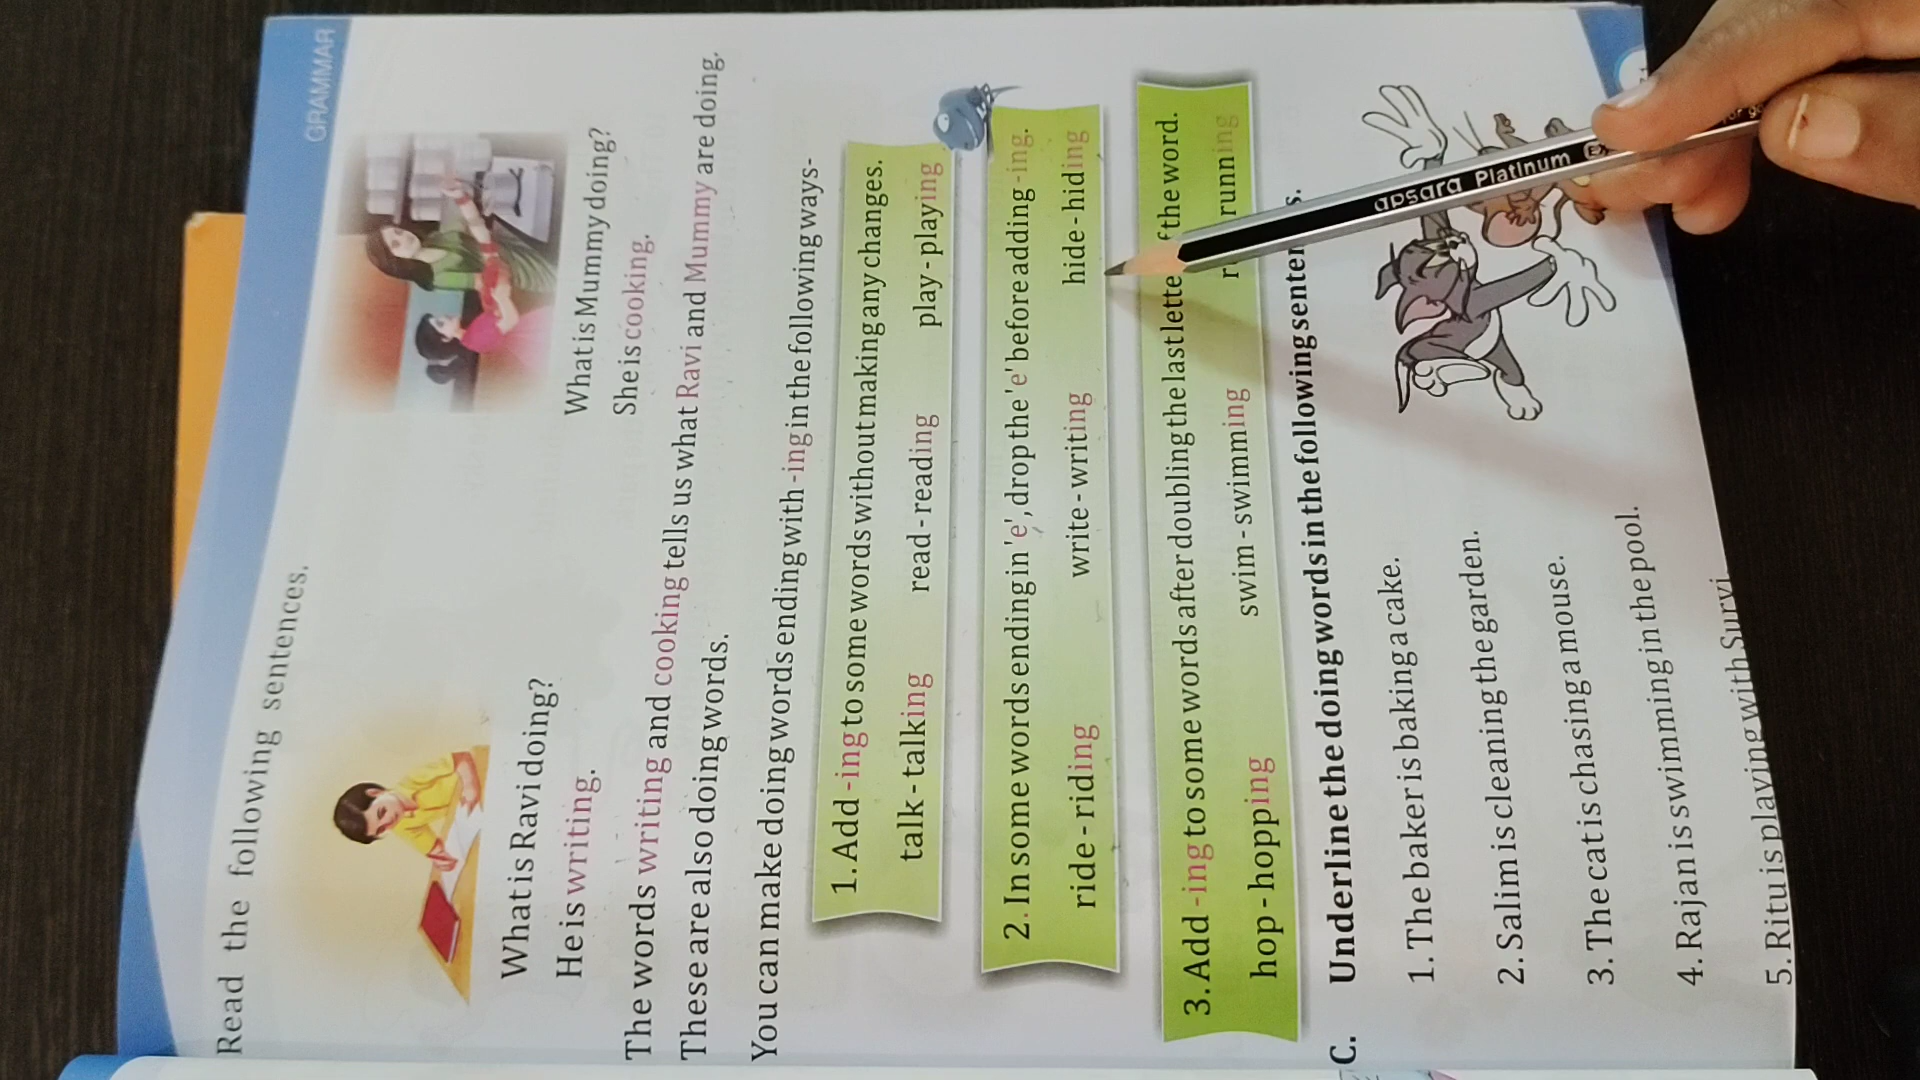 GRAMMAR
Read the following sentences.
What is Ravi doing?
He is writing.
What is Mummy doing?
She is cooking.
The words writing and cooking tells us what Ravi and Mummy are doing.
These are also doing words.
You can make doing words ending with -ing in the following ways-
1. Add -ing to some words without making any changes.
talk - talking read - reading play - playing
2. In some words ending in 'e', drop the 'e' before adding -ing.
ride - riding write - writing hide - hiding
3. Add -ing to some words after doubling the last the word.
hop - hopping swim - swimming running
C. Underline the doing words in the following
1. The baker is baking a cake.
2. Salim is cleaning the garden.
3. The cat is chasing a mouse.
4. Rajan is swimming in the pool.
5. Ritu is playing with Survi.
apsara Platinum